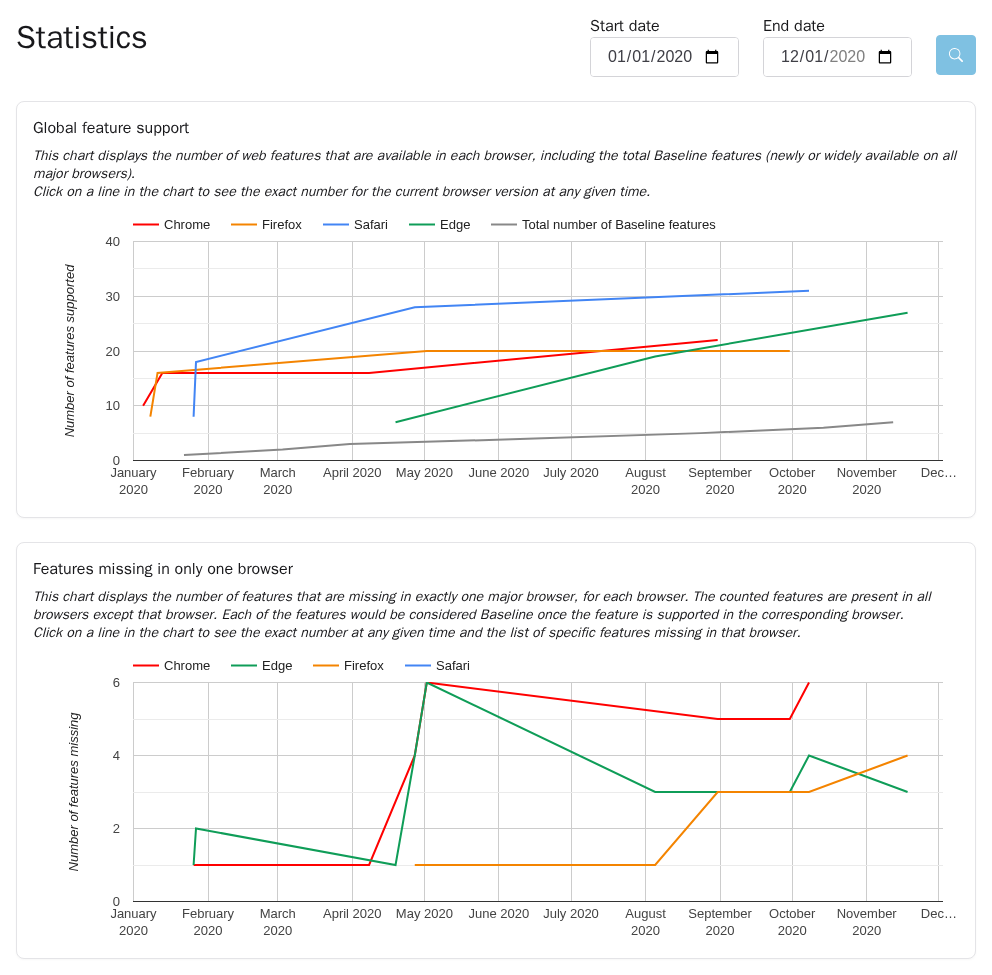 Statistics
Start date
End date
01/01/2020
12/01/2020
Global feature support
This chart displays the number of web features that are available in each browser, including the total Baseline features (newly or widely available on all
major browsers).
Click on a line in the chart to see the exact number for the current browser version at any given time.
Chrome Firefox Safari Edge Total number of Baseline features
Number of features supported
40
30
20
10
0
January 2020
February 2020
March 2020
April 2020
May 2020
June 2020
July 2020
August 2020
September 2020
October 2020
November 2020
Dec…
Features missing in only one browser
This chart displays the number of features that are missing in exactly one major browser, for each browser. The counted features are present in all
browsers except that browser. Each of the features would be considered Baseline once the feature is supported in the corresponding browser.
Click on a line in the chart to see the exact number at any given time and the list of specific features missing in that browser.
Chrome Edge Firefox Safari
Number of features missing
6
4
2
0
January 2020
February 2020
March 2020
April 2020
May 2020
June 2020
July 2020
August 2020
September 2020
October 2020
November 2020
Dec…